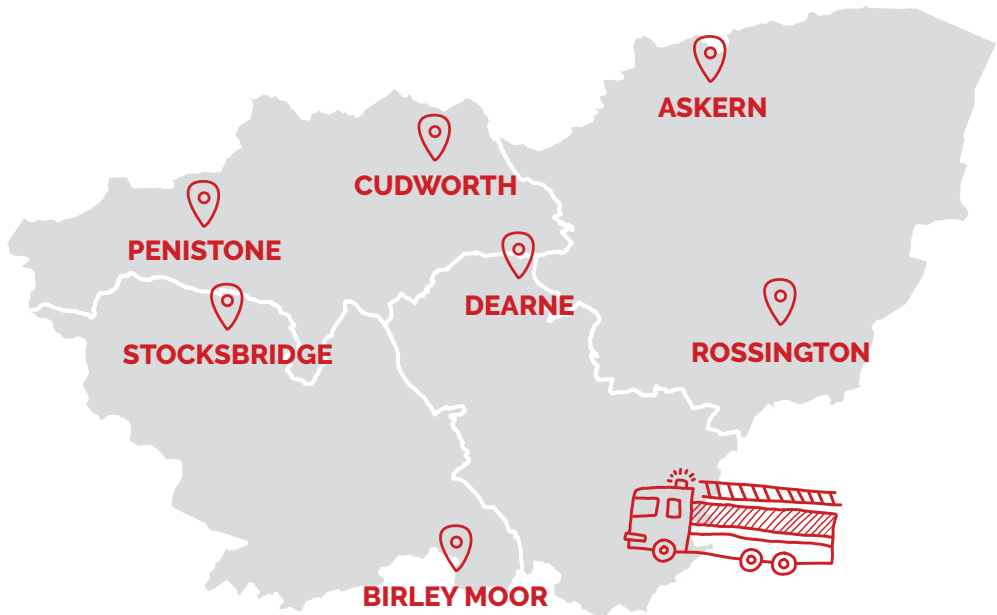 ASKERN
CUDWORTH
PENISTONE
DEARNE
STOCKSBRIDGE
ROSSINGTON
BIRLEY MOOR